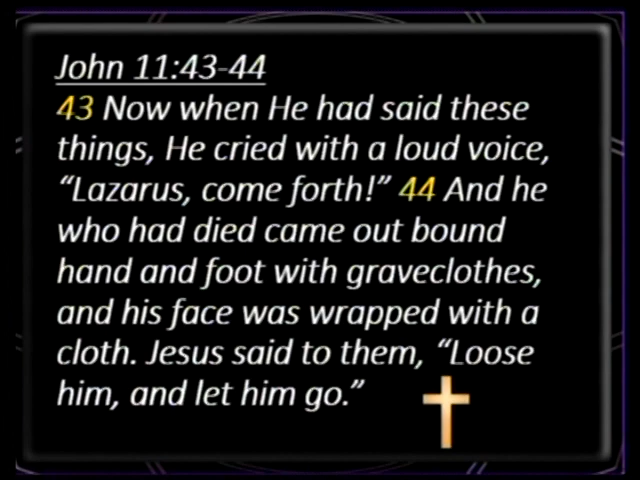 John 11:43-44
43 Now when He had said these
things, He cried with a loud voice,
“Lazarus, come forth!” 44 And he
who had died came out bound
hand and foot with graveclothes,
and his face was wrapped with a
cloth. Jesus said to them, “Loose
him, and let him go.”